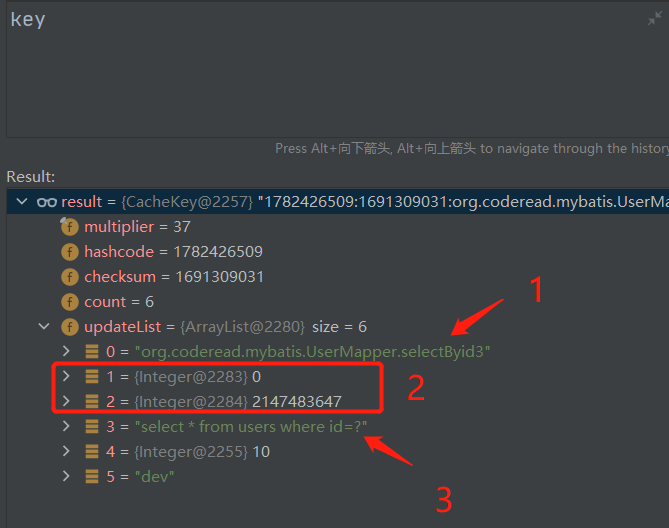 key
Press Alt+向下箭头, Alt+向上箭头 to navigate through the history
Result:
result = {CacheKey@2257} "1782426509:1691309031:org.coderead.mybatis.UserMa
multiplier = 37
hashcode = 1782426509
checksum = 1691309031
count = 6
1
updateList = {ArrayList@2280} size = 6
0 = "org.coderead.mybatis.UserMapper.selectByid3"
1 = {Integer@2283} 0
2
2 = {Integer@2284} 2147483647
3 = "select * from users where id=?"
4 = {Integer@2255} 10
3
5 = "dev"